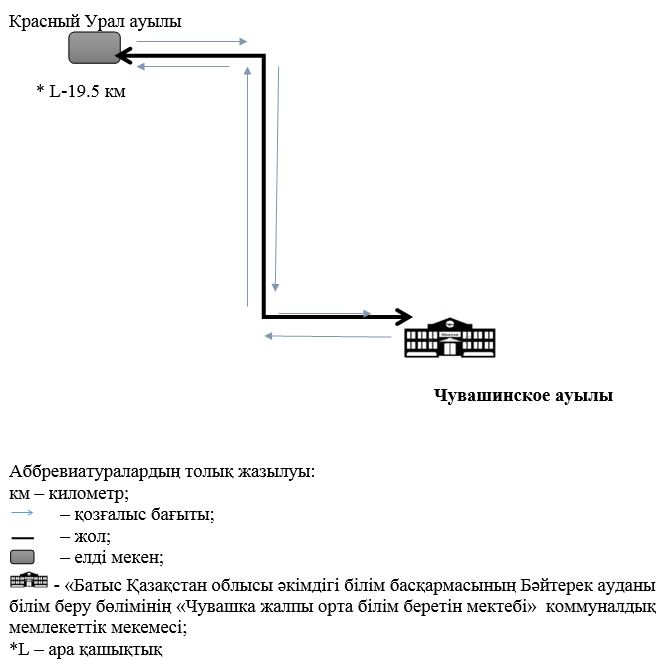 Красный Урал ауылы
* L-19.5 км
Чувашинское ауылы
Аббревиатуралардың толық жазылуы:
км – километр;
– қозғалыс бағыты;
– жол;
– елді мекен;
- «Батыс Қазақстан облысы әкімдігі білім басқармасының Бәйтерек ауданы
білім беру бөлімінің «Чувашка жалпы орта білім беретін мектебі» коммуналдық
мемлекеттік мекемесі;
*L – ара қашықтық